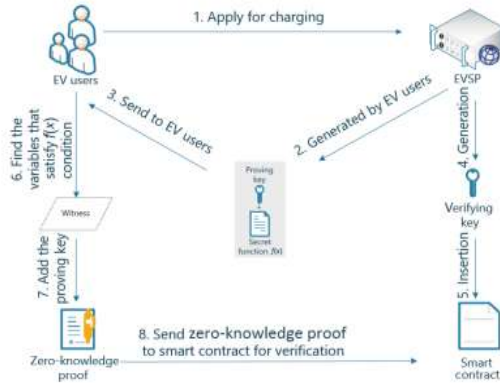 1. Apply for charging
EV users
EVSP
3. Send to EV users
2. Generated by EV users
4. Generation
6. Find the
variables that
satisfy f(x)
condition
Proving
key
Secret
function f(x)
Witness
Verifying
key
7. Add the
proving key
5. Insertion
8. Send zero-knowledge proof
to smart contract for verification
Zero-knowledge
proof
Smart
contract